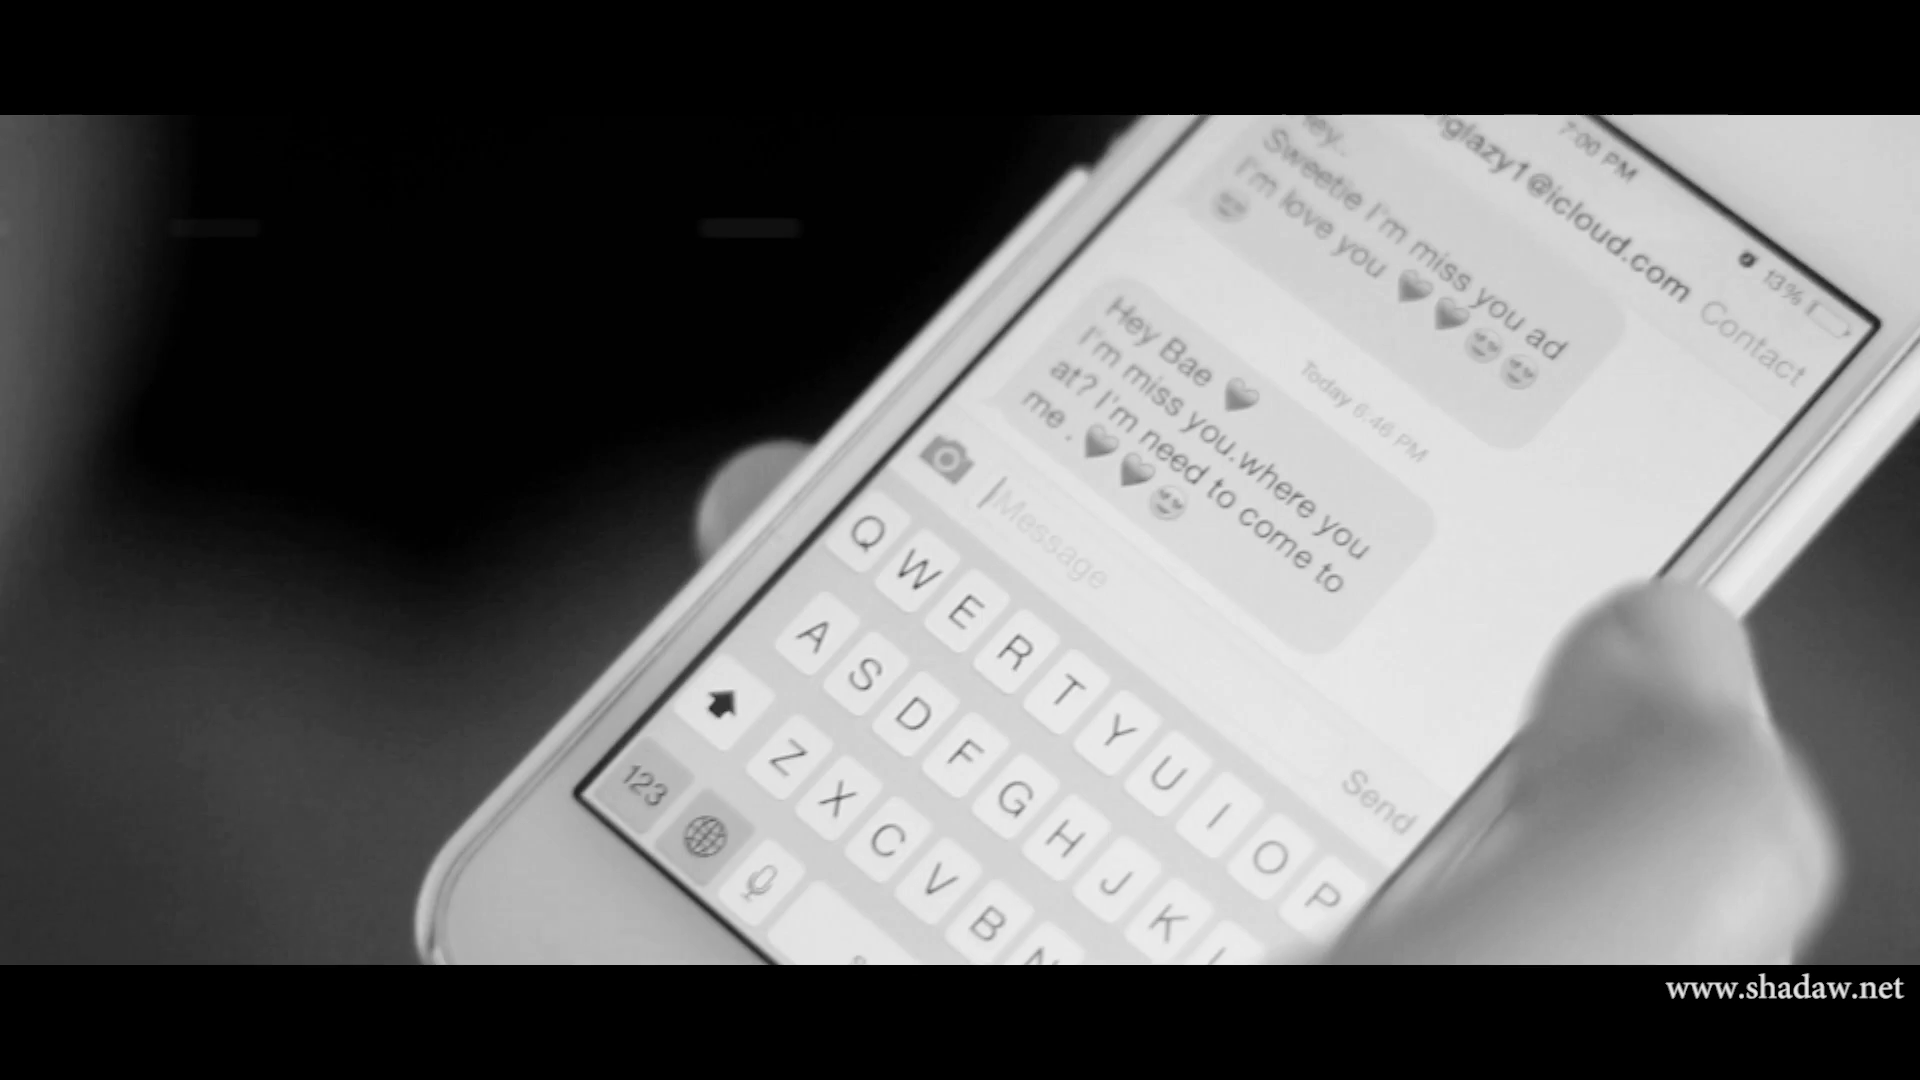 7:00 PM
13%
glazy1@icloud.com
Contact
Sweetie I'm miss you ad
I'm love you
Today 6:46 PM
Hey Bae
I'm miss you.where you
at? I'm need to come to
me .
Message
Send
Q W E R T Y U I O P
A S D F G H J K L
Z X C V B N
123
www.shadaw.net